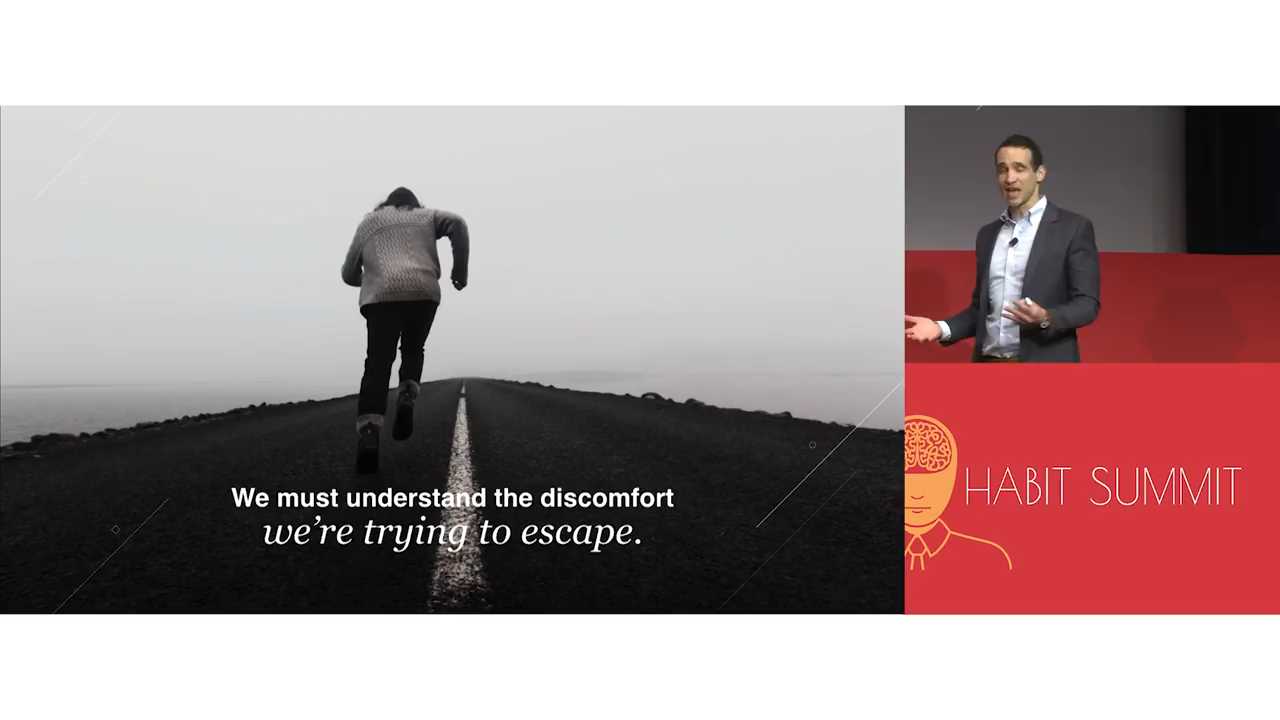 We must understand the discomfort
we're trying to escape.
HABIT SUMMIT